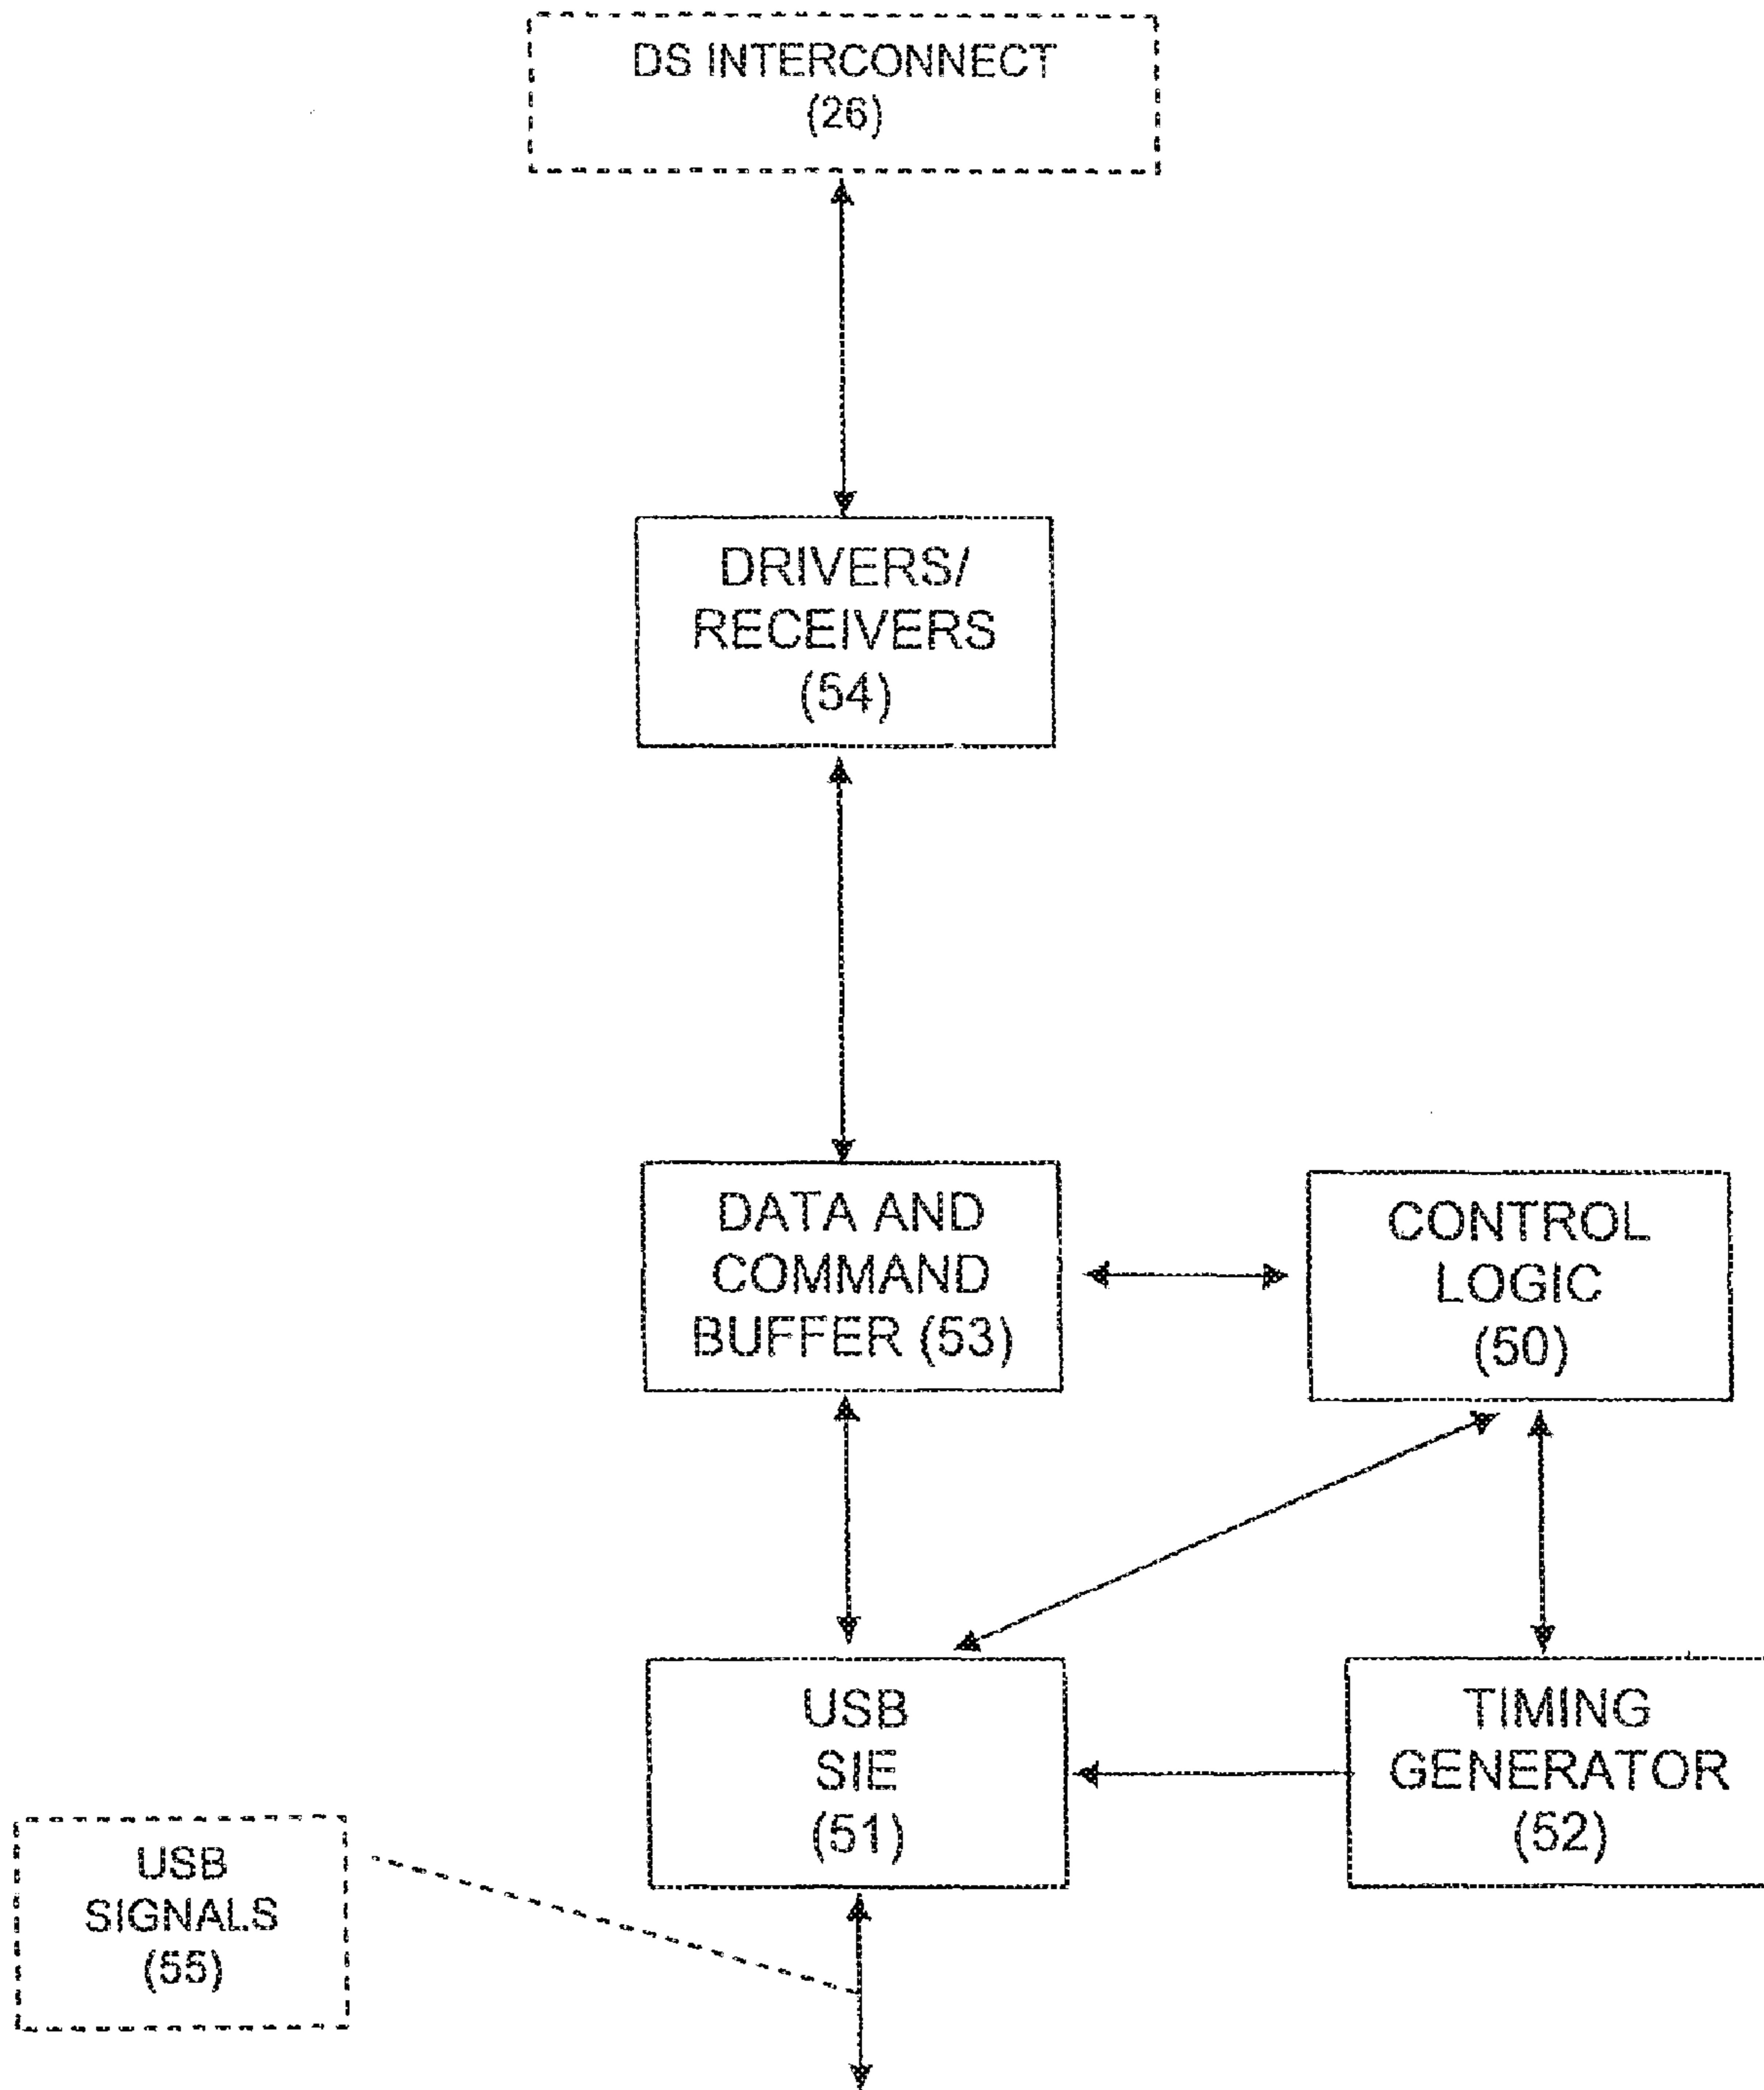 DS INTERCONNECT
(26)
DRIVERS/
RECEIVERS
(54)
DATA AND
COMMAND
BUFFER (53)
CONTROL
LOGIC
(50)
USB
SIE
(51)
TIMING
GENERATOR
(52)
USB
SIGNALS
(55)